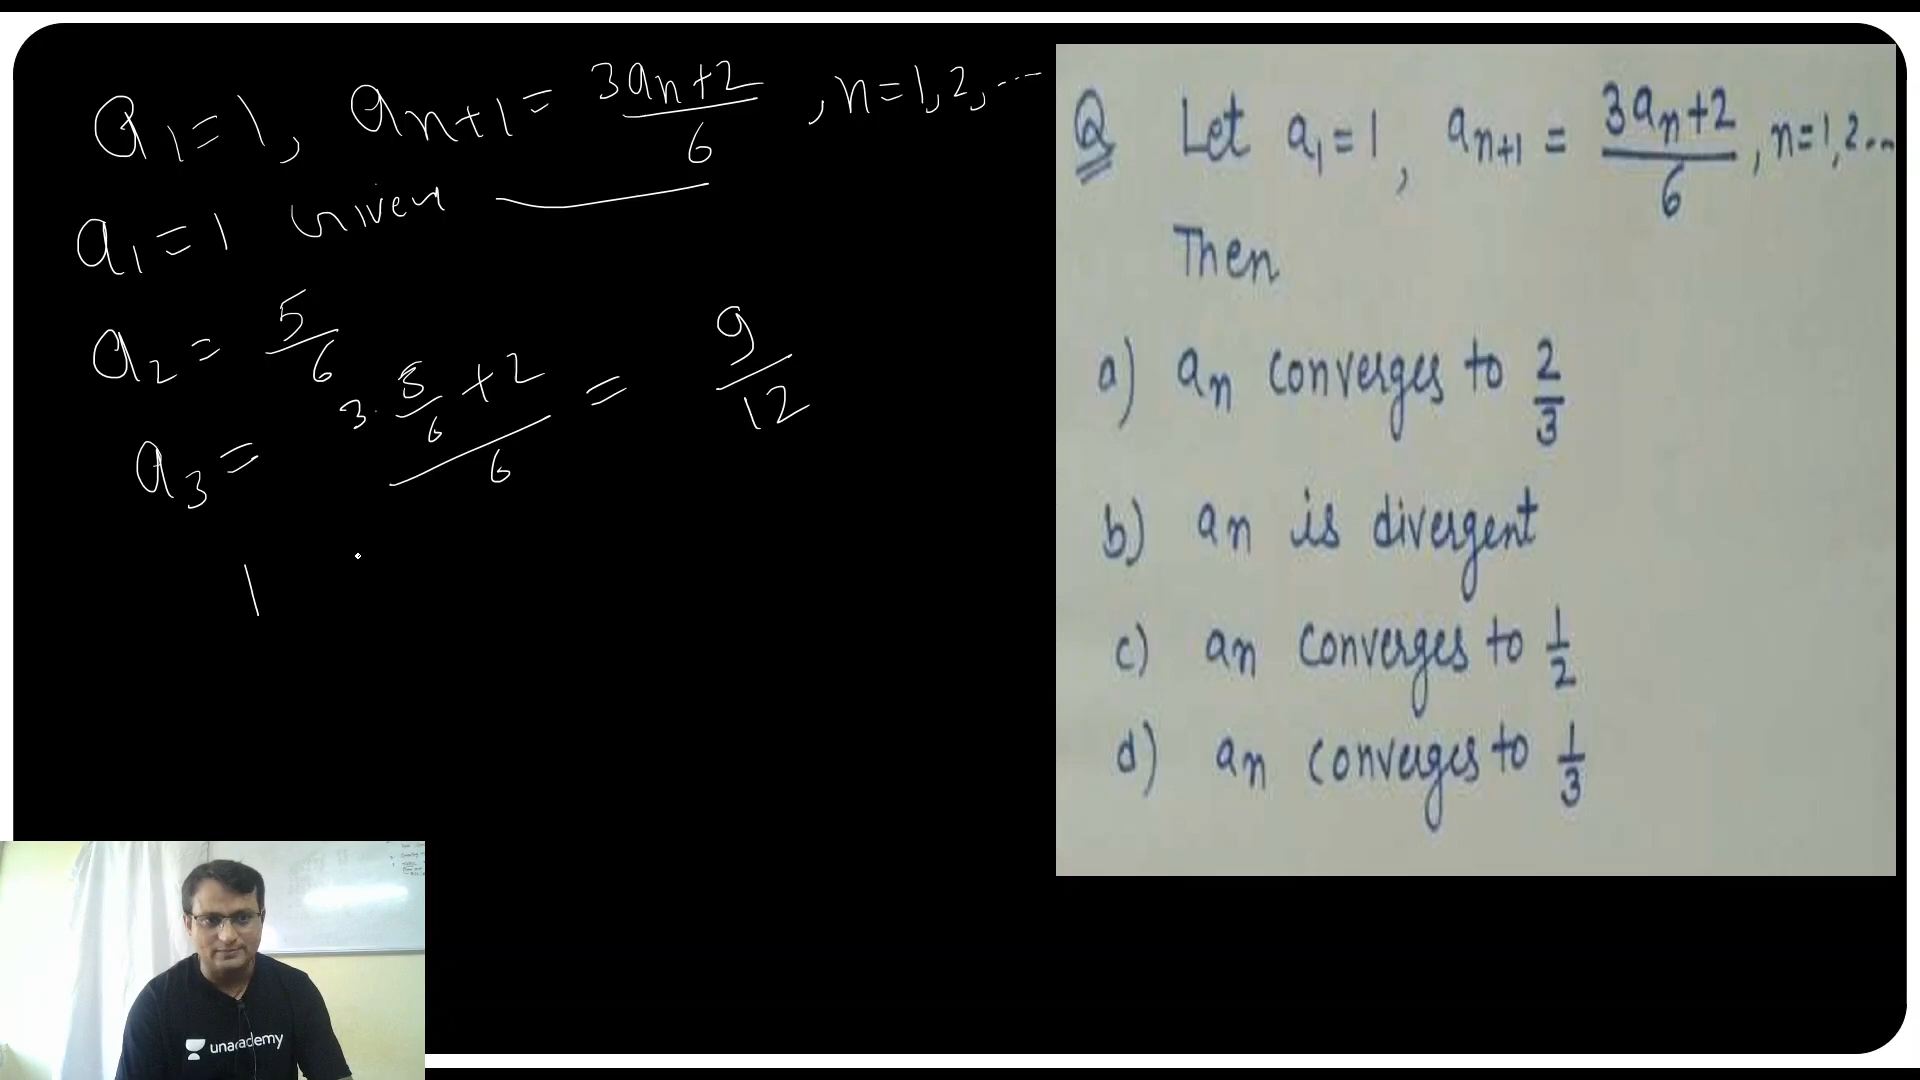 a₁=1, aₙ₊₁= (3aₙ+2)/6, n=1,2,...
a₁=1 Given
a₂= 5/6
a₃= (3·5/6+2)/6 = 9/12
1
Q Let a₁=1, aₙ₊₁ = (3aₙ+2)/6, n=1,2...
Then
a) aₙ converges to 2/3
b) aₙ is divergent
c) aₙ converges to 1/2
d) aₙ converges to 1/3
unacademy